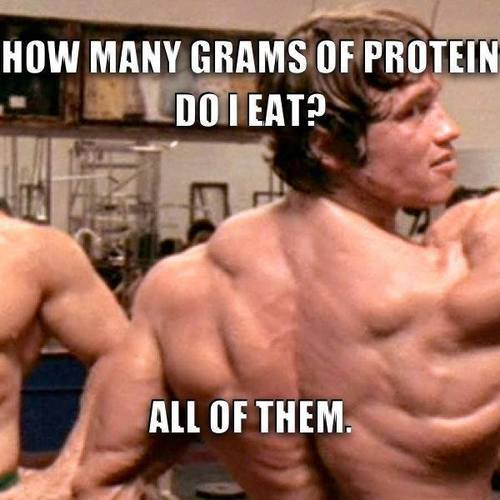 HOW MANY GRAMS OF PROTEIN
DO I EAT?
ALL OF THEM.